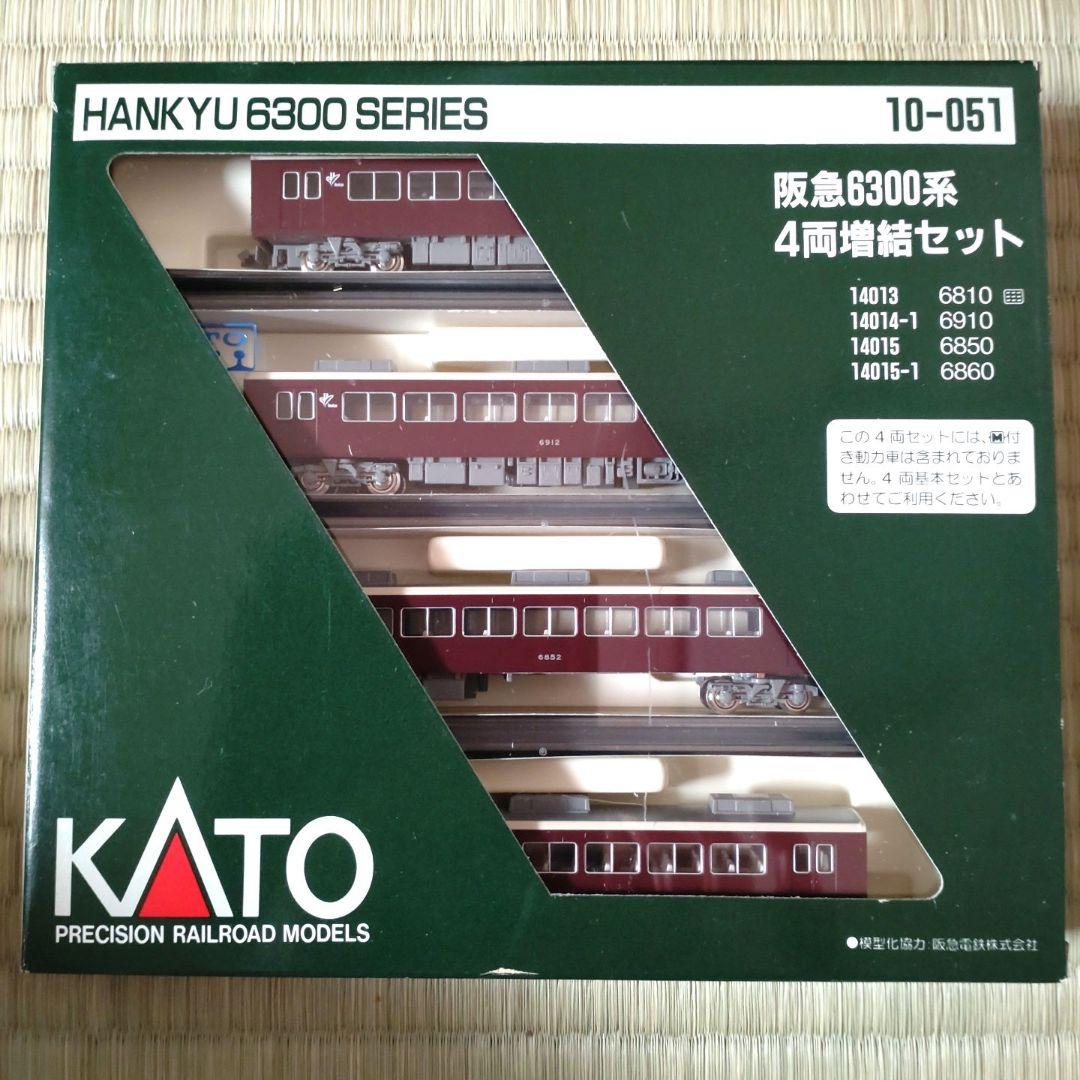 HANKYU 6300 SERIES 10-051
阪急6300系
4両増結セット
14013 6810
14014-1 6910
14015 6850
14015-1 6860
この4両セットには、M付
き動力車は含まれておりま
せん。4両基本セットとあ
わせてご利用ください。
6912
6852
KATO
PRECISION RAILROAD MODELS
●模型化協力:阪急電鉄株式会社